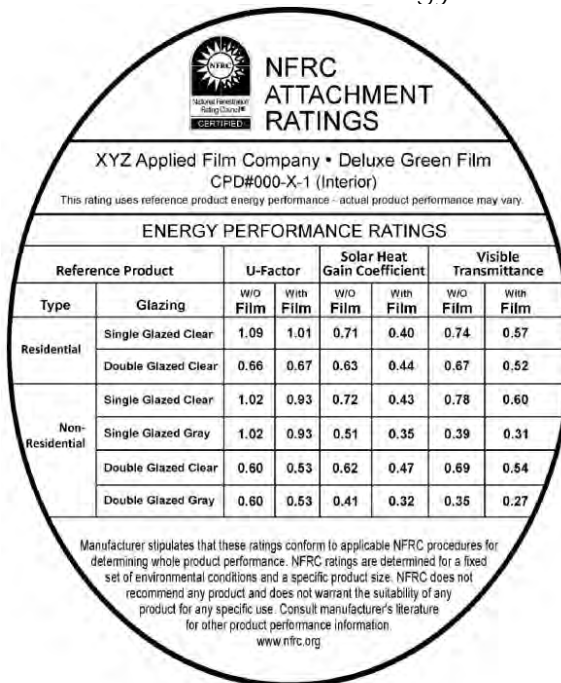 NFRC
National Fenestration
Rating Council®
CERTIFIED
NFRC
ATTACHMENT
RATINGS
XYZ Applied Film Company • Deluxe Green Film
CPD#000-X-1 (Interior)
This rating uses reference product energy performance - actual product performance may vary.
ENERGY PERFORMANCE RATINGS
Reference Product U-Factor Solar Heat Gain Coefficient Visible Transmittance
Type Glazing W/O Film With Film W/O Film With Film W/O Film With Film
Residential Single Glazed Clear 1.09 1.01 0.71 0.40 0.74 0.57
Double Glazed Clear 0.66 0.67 0.63 0.44 0.67 0.52
Non-Residential Single Glazed Clear 1.02 0.93 0.72 0.43 0.78 0.60
Single Glazed Gray 1.02 0.93 0.51 0.35 0.39 0.31
Double Glazed Clear 0.60 0.53 0.62 0.47 0.69 0.54
Double Glazed Gray 0.60 0.53 0.41 0.32 0.35 0.27
Manufacturer stipulates that these ratings conform to applicable NFRC procedures for
determining whole product performance. NFRC ratings are determined for a fixed
set of environmental conditions and a specific product size. NFRC does not
recommend any product and does not warrant the suitability of any
product for any specific use. Consult manufacturer's literature
for other product performance information.
www.nfrc.org